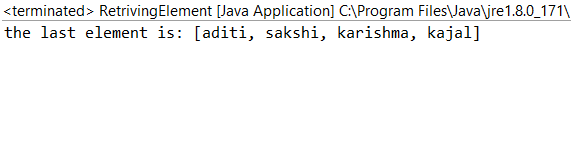 <terminated> RetrivingElement [Java Application] C:\Program Files\Java\jre1.8.0_171\
the last element is: [aditi, sakshi, karishma, kajal]